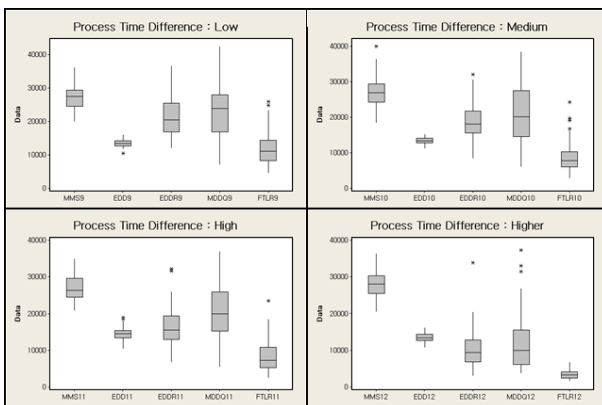 Process Time Difference : Low
40000
30000
20000
10000
0
Data
MMS9 EDD9 EDDR9 MDDQ9 FTLR9
Process Time Difference : Medium
40000
30000
20000
10000
0
Data
MMS10 EDD10 EDDR10 MDDQ10 FTLR10
Process Time Difference : High
40000
30000
20000
10000
0
Data
MMS11 EDD11 EDDR11 MDDQ11 FTLR11
Process Time Difference : Higher
40000
30000
20000
10000
0
Data
MMS12 EDD12 EDDR12 MDDQ12 FTLR12